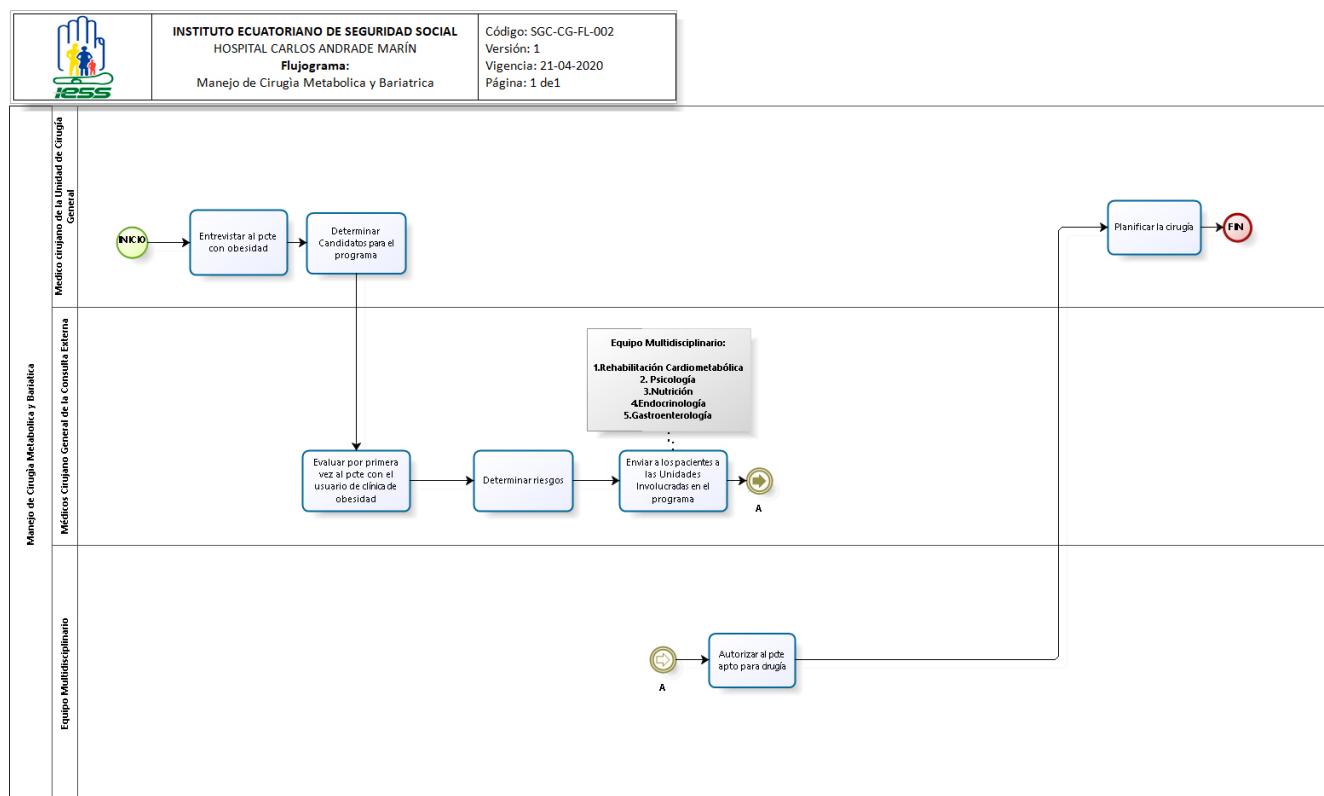 iESS
INSTITUTO ECUATORIANO DE SEGURIDAD SOCIAL
HOSPITAL CARLOS ANDRADE MARÍN
Flujograma:
Manejo de Cirugìa Metabolica y Bariatrica
Código: SGC-CG-FL-002
Versión: 1
Vigencia: 21-04-2020
Página: 1 de1
Manejo de Cirugìa Metabolica y Bariatica
Medico cirujano de la Unidad de Cirugía
General
INICIO
Entrevistar al pcte
con obesidad
Determinar
Candidatos para el
programa
Planificar la cirugía
FIN
Médicos Cirujano General de la Consulta Externa
Equipo Multidisciplinario:
1.Rehabilitación Cardiometabólica
2. Psicología
3.Nutrición
4.Endocrinología
5.Gastroenterología
Evaluar por primera
vez al pcte con el
usuario de clínica de
obesidad
Determinar riesgos
Enviar a los pacientes a
las Unidades
Involucradas en el
programa
A
Equipo Multidisciplinario
A
Autorizar al pcte
apto para cirugía